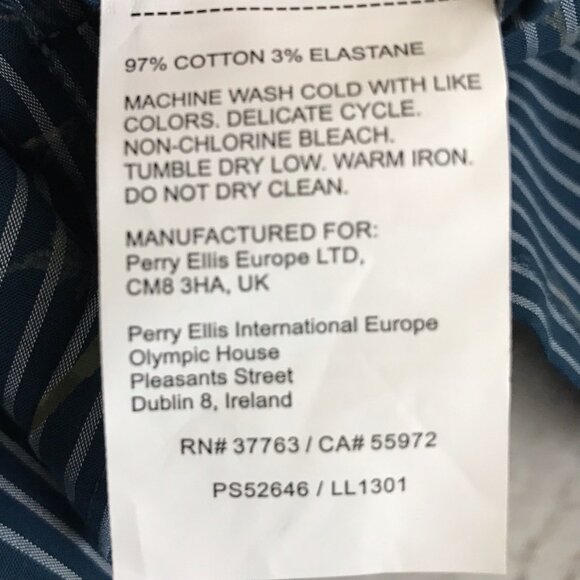 97% COTTON 3% ELASTANE
MACHINE WASH COLD WITH LIKE
COLORS. DELICATE CYCLE.
NON-CHLORINE BLEACH.
TUMBLE DRY LOW. WARM IRON.
DO NOT DRY CLEAN.
MANUFACTURED FOR:
Perry Ellis Europe LTD,
CM8 3HA, UK
Perry Ellis International Europe
Olympic House
Pleasants Street
Dublin 8, Ireland
RN# 37763 / CA# 55972
PS52646 / LL1301